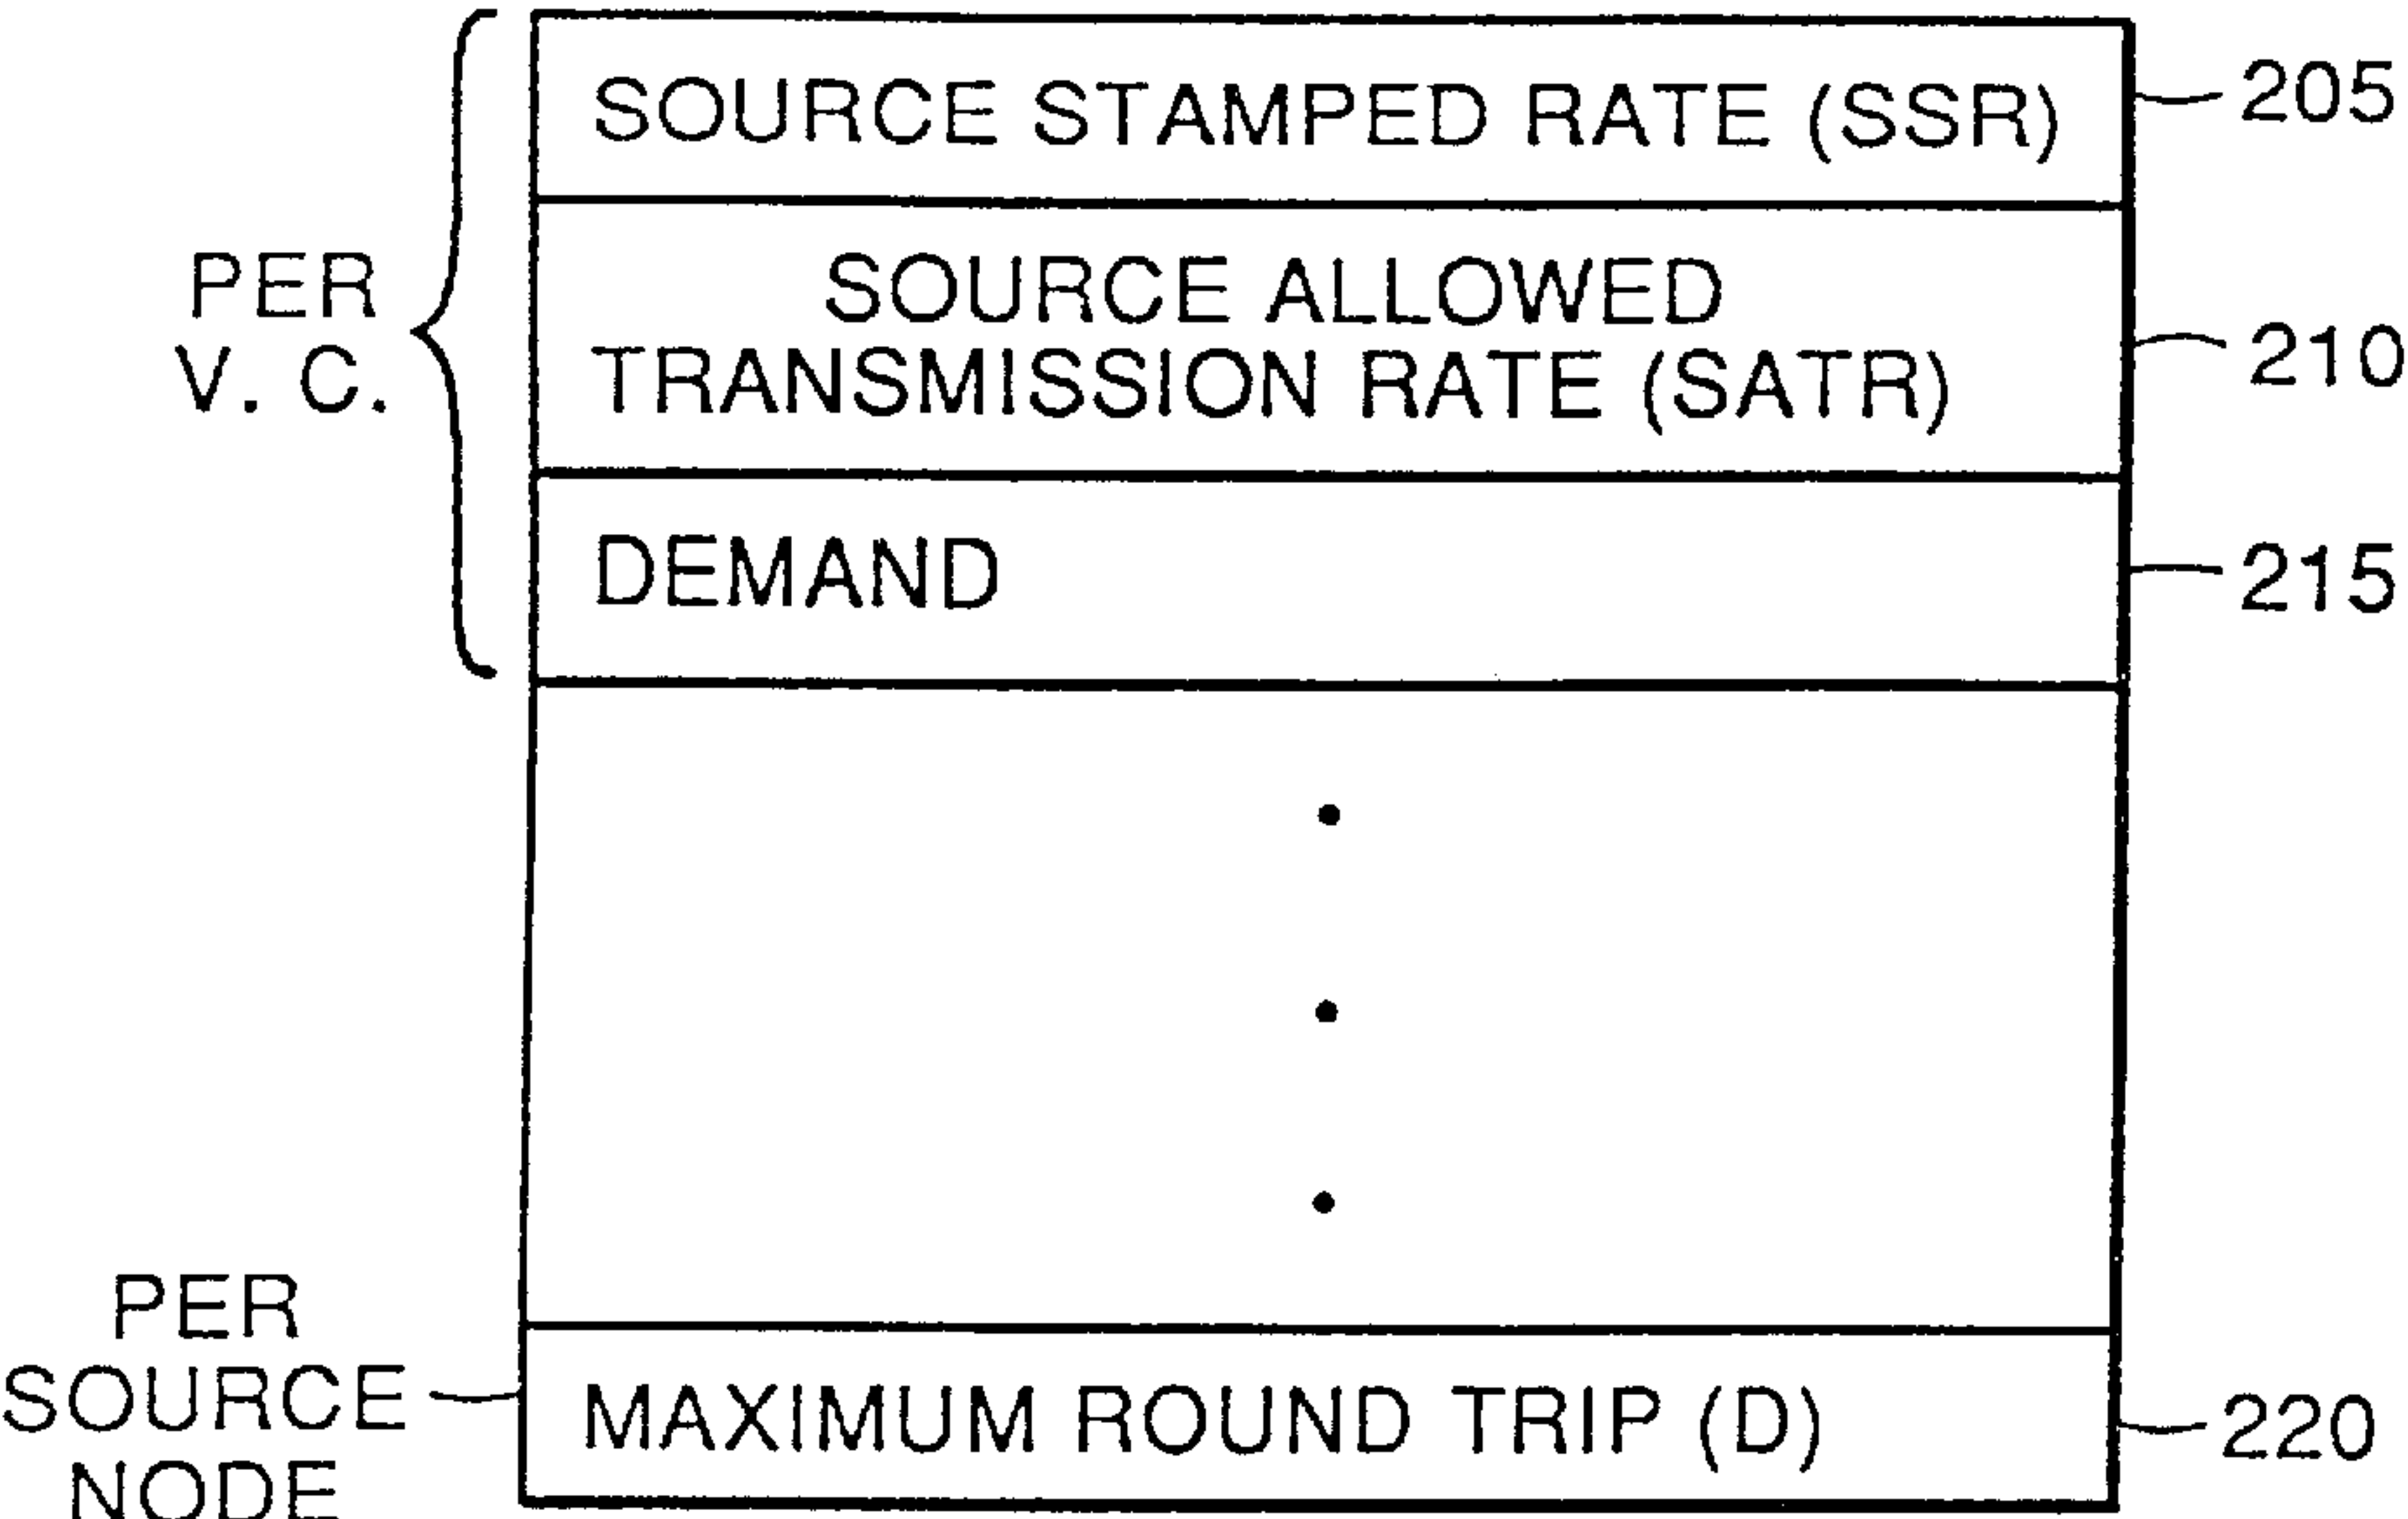 SOURCE STAMPED RATE (SSR)
205
PER
V. C.
SOURCE ALLOWED
TRANSMISSION RATE (SATR)
210
DEMAND
215
PER
SOURCE
NODE
MAXIMUM ROUND TRIP (D)
220